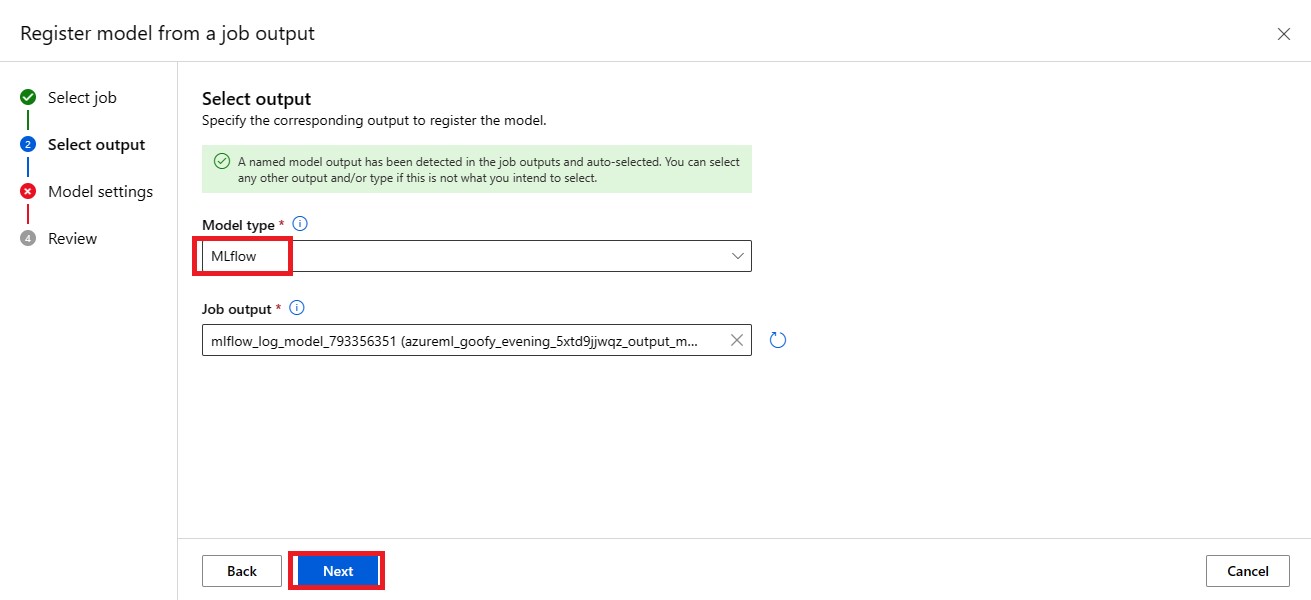 Register model from a job output
Select job
2 Select output
Model settings
4 Review
Select output
Specify the corresponding output to register the model.
A named model output has been detected in the job outputs and auto-selected. You can select
any other output and/or type if this is not what you intend to select.
Model type *
MLflow
Job output *
mlflow_log_model_793356351 (azureml_goofy_evening_5xtd9jjwqz_output_m...
Back
Next
Cancel